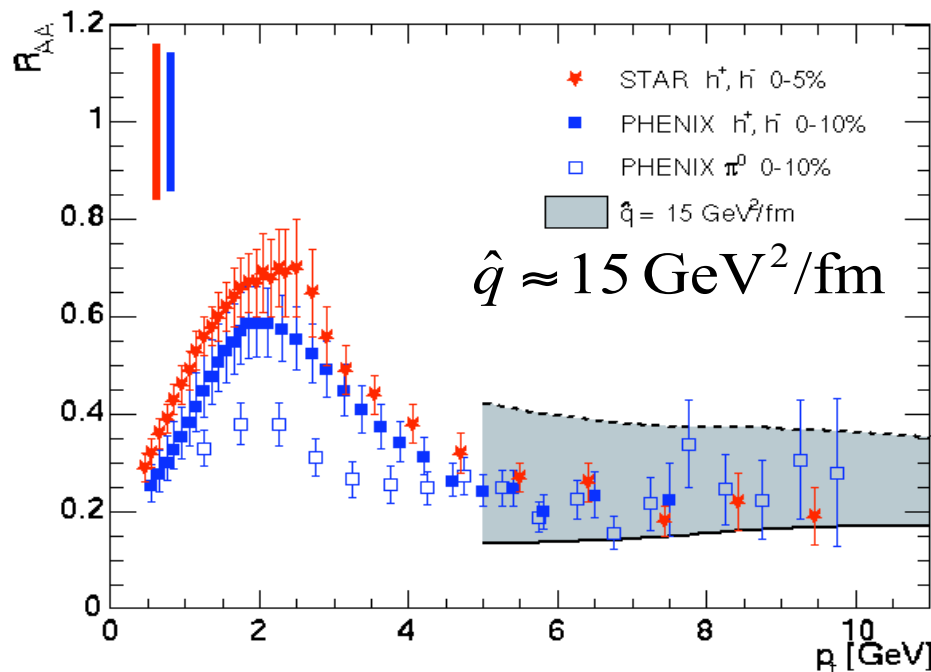 R_AA
1.2
1
0.8
0.6
0.4
0.2
0
STAR h⁺, h⁻ 0-5%
PHENIX h⁺, h⁻ 0-10%
PHENIX π⁰ 0-10%
q̂ = 15 GeV²/fm
q̂ ≈ 15 GeV²/fm
0 2 4 6 8 10
pₜ [GeV]